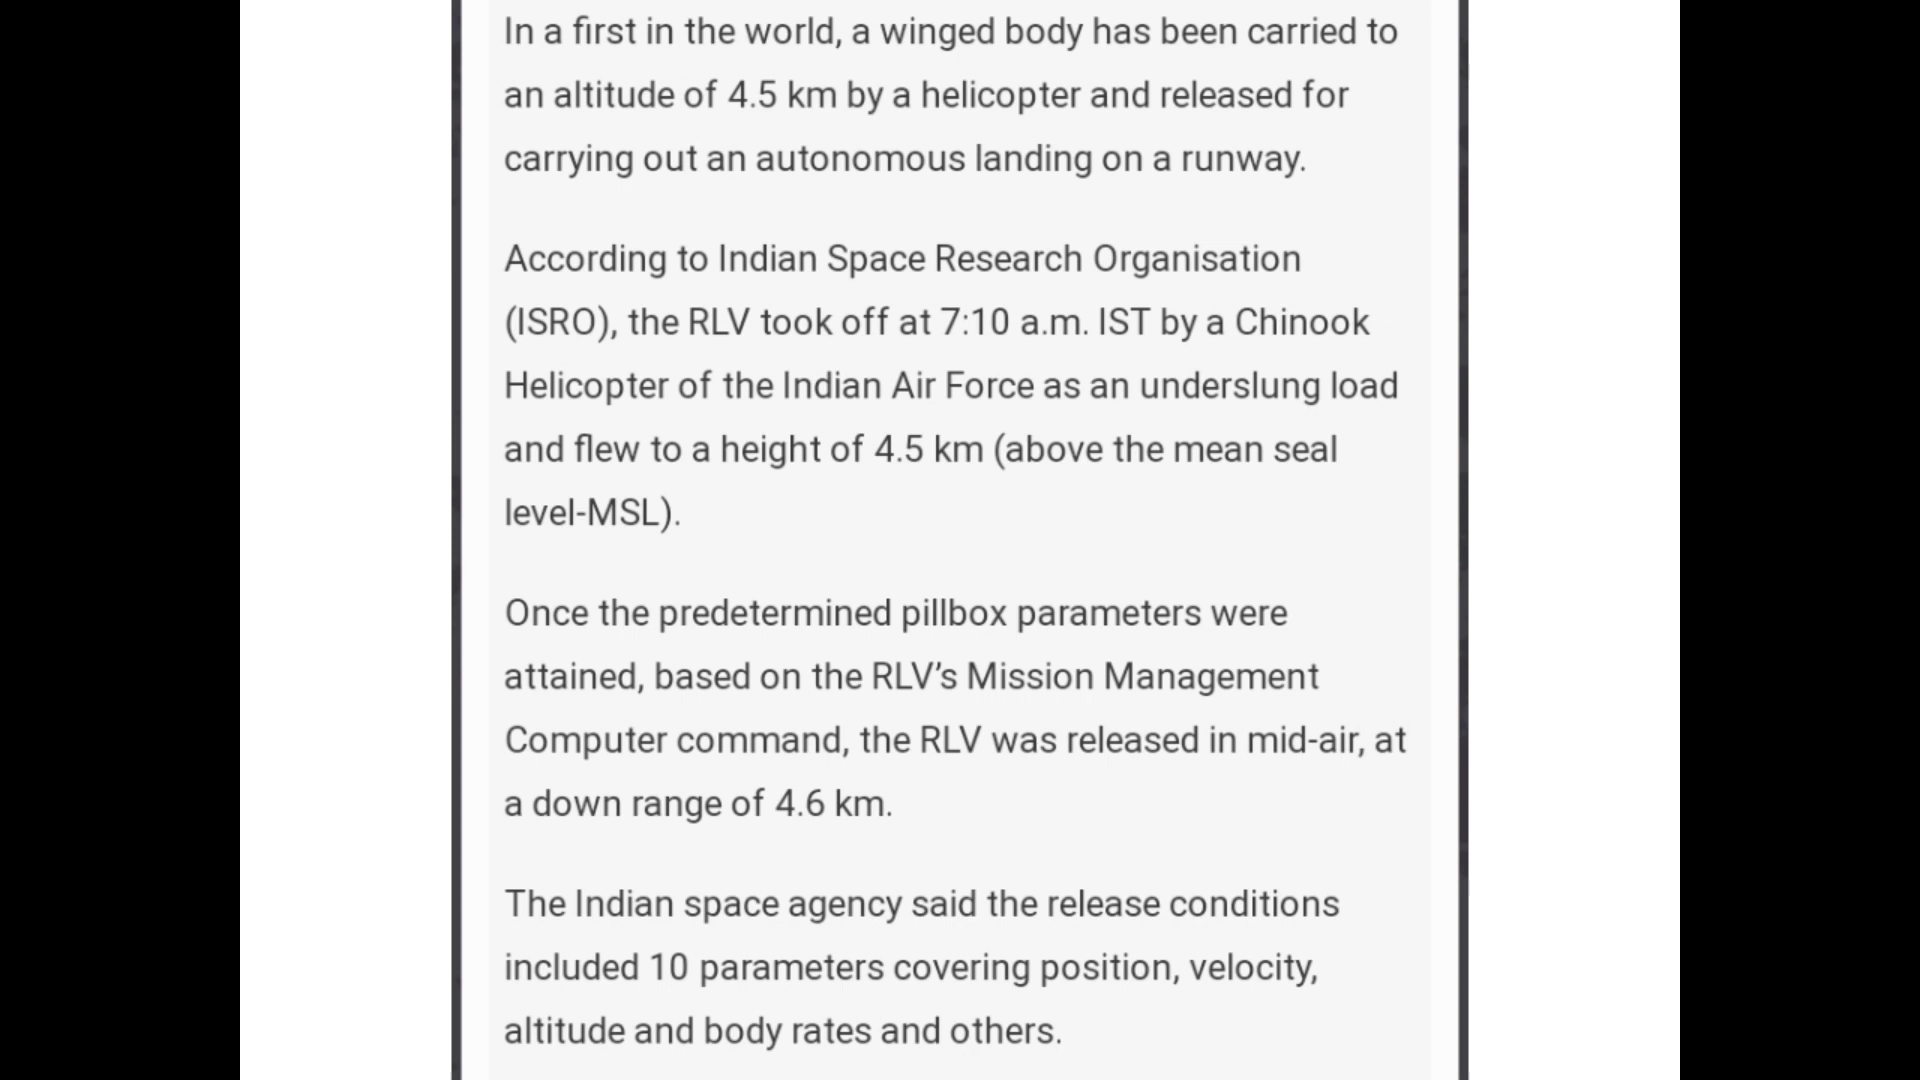 In a first in the world, a winged body has been carried to
an altitude of 4.5 km by a helicopter and released for
carrying out an autonomous landing on a runway.
According to Indian Space Research Organisation
(ISRO), the RLV took off at 7:10 a.m. IST by a Chinook
Helicopter of the Indian Air Force as an underslung load
and flew to a height of 4.5 km (above the mean seal
level-MSL).
Once the predetermined pillbox parameters were
attained, based on the RLV’s Mission Management
Computer command, the RLV was released in mid-air, at
a down range of 4.6 km.
The Indian space agency said the release conditions
included 10 parameters covering position, velocity,
altitude and body rates and others.